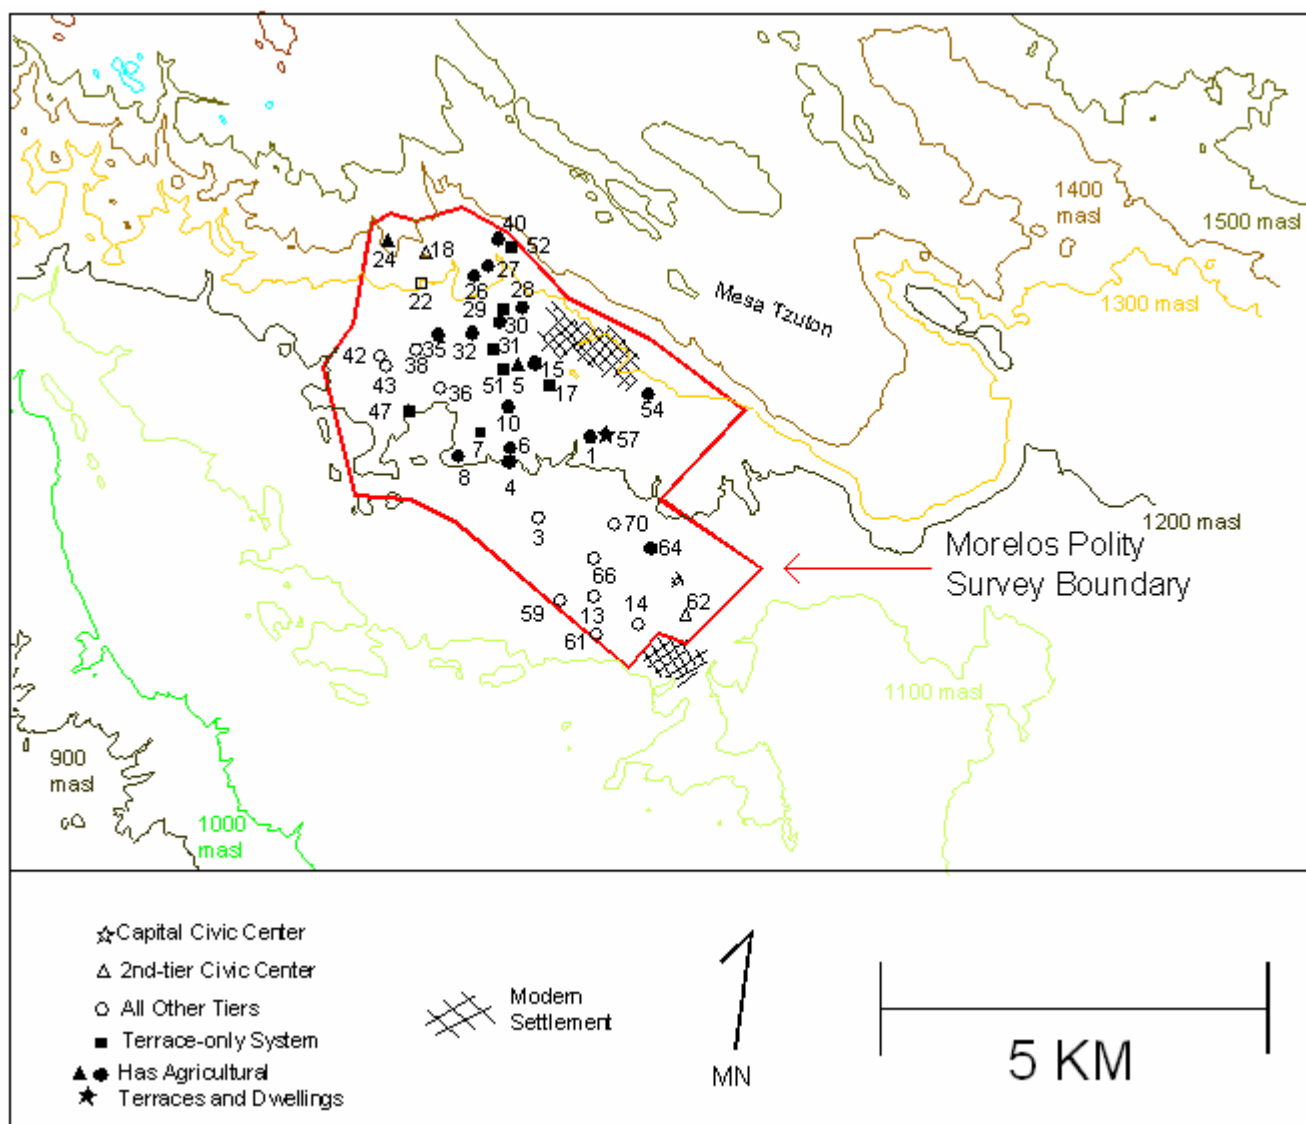 1400
masl
1500 masl
40
18
52
24
27
Mesa Tzuton
1300 masl
26
28
22
29
30
35
32
31
42
38
15
43
51
5
36
17
54
47
10
7
6
57
1
8
4
3
70
1200 masl
64
Morelos Polity
Survey Boundary
66
59
13
14
62
61
1100 masl
900
masl
1000
masl
Capital Civic Center
2nd-tier Civic Center
All Other Tiers
Terrace-only System
Has Agricultural
Terraces and Dwellings
Modern
Settlement
MN
5 KM